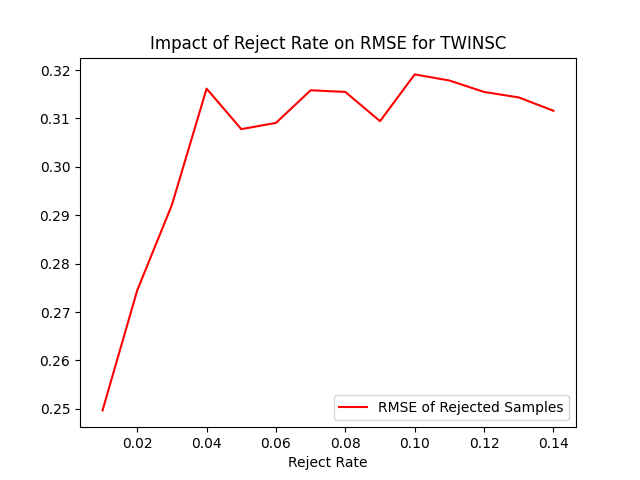 Impact of Reject Rate on RMSE for TWINSC
0.32
0.31
0.30
0.29
0.28
0.27
0.26
0.25
RMSE of Rejected Samples
0.02 0.04 0.06 0.08 0.10 0.12 0.14
Reject Rate